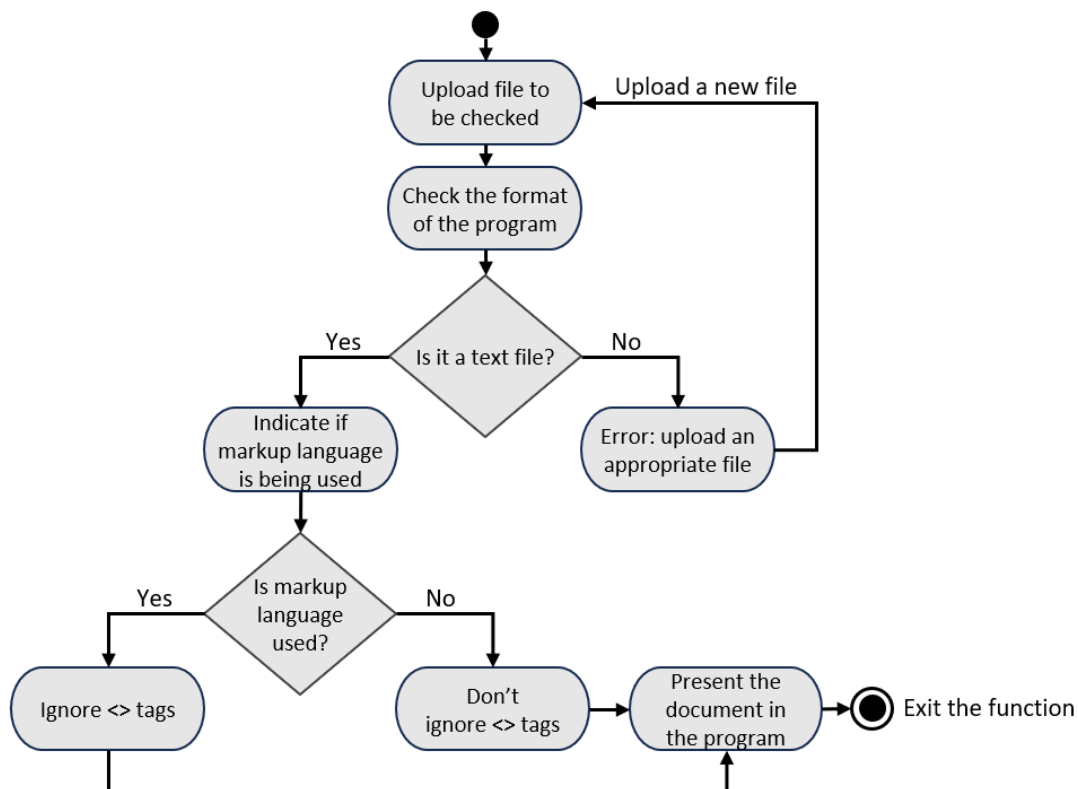 Upload file to
be checked
Upload a new file
Check the format
of the program
Is it a text file?
Yes
No
Indicate if
markup language
is being used
Error: upload an
appropriate file
Is markup
language
used?
Yes
No
Ignore <> tags
Don’t
ignore <> tags
Present the
document in
the program
Exit the function